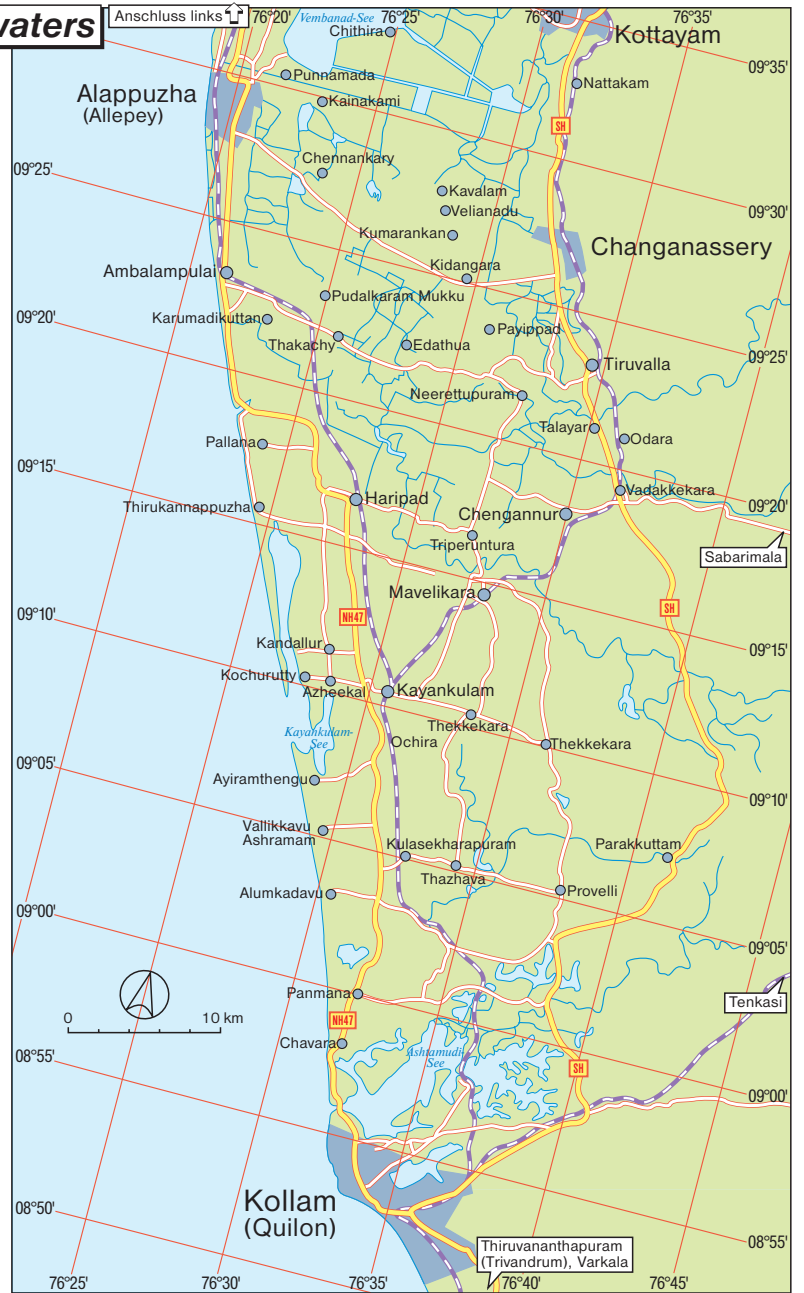 waters
Anschluss links
76°20'
76°25'
76°30'
76°35'
Vembanad-See
Chithira
Kottayam
09°35'
Punnamada
Nattakam
Alappuzha
(Allepey)
Kainakami
SH
Chennankary
09°25'
Kavalam
Velianadu
09°30'
Kumarankan
Changanassery
Kidangara
Ambalampulai
Pudalkaram Mukku
09°20'
Karumadikuttan
Payippad
Thakachy
Edathua
09°25'
Tiruvalla
Neerettupuram
Talayar
Odara
Pallana
09°15'
Vadakkekara
Haripad
Thirukannappuzha
Chengannur
09°20'
Triperuntura
Sabarimala
Mavelikara
SH
09°10'
NH47
Kandallur
09°15'
Kochurutty
Azheekal
Kayankulam
Thekkekara
Kayankulam-
See
Ochira
Thekkekara
09°05'
Ayiramthengu
09°10'
Vallikkavu
Ashramam
Kulasekharapuram
Parakkuttam
Thazhava
Alumkadavu
Provelli
09°00'
09°05'
Panmana
Tenkasi
0
10 km
NH47
Chavara
08°55'
Ashtamudi-
See
SH
09°00'
Kollam
(Quilon)
08°50'
08°55'
Thiruvananthapuram
(Trivandrum), Varkala
76°25'
76°30'
76°35'
76°40'
76°45'